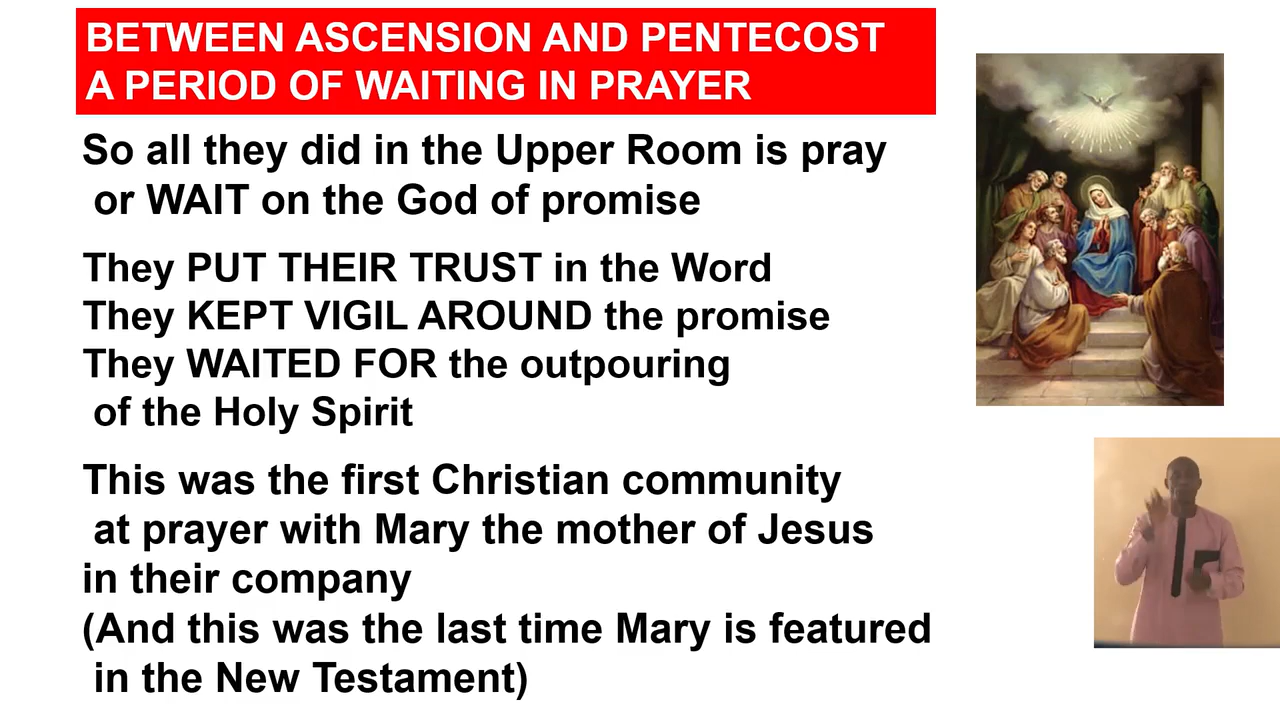 BETWEEN ASCENSION AND PENTECOST
A PERIOD OF WAITING IN PRAYER
So all they did in the Upper Room is pray
or WAIT on the God of promise
They PUT THEIR TRUST in the Word
They KEPT VIGIL AROUND the promise
They WAITED FOR the outpouring
of the Holy Spirit
This was the first Christian community
at prayer with Mary the mother of Jesus
in their company
(And this was the last time Mary is featured
in the New Testament)